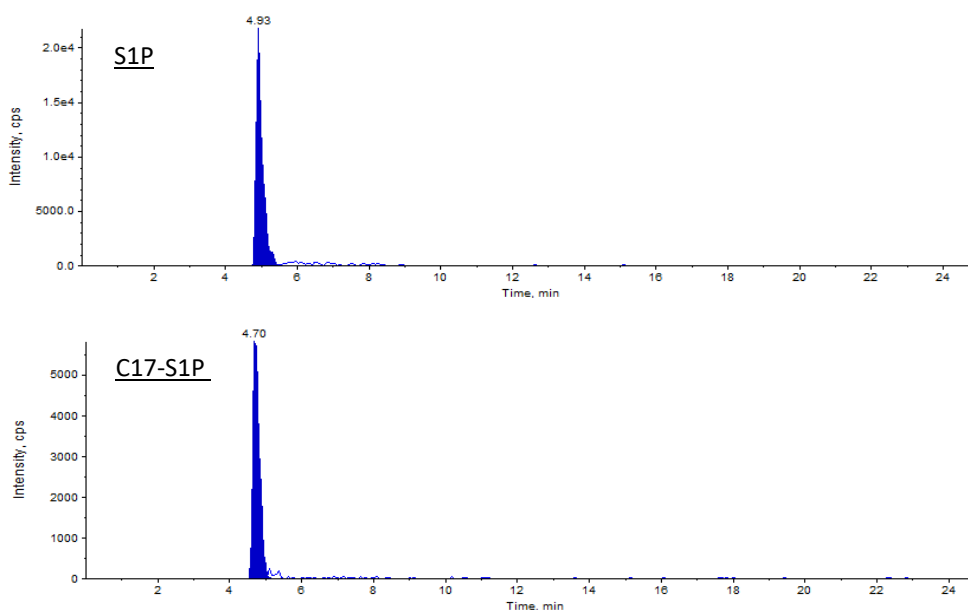 4.93
2.0e4
S1P
1.5e4
Intensity, cps
1.0e4
5000.0
0.0
2 4 6 8 10 12 14 16 18 20 22 24
Time, min
4.70
5000
C17-S1P
4000
Intensity, cps
3000
2000
1000
0
2 4 6 8 10 12 14 16 18 20 22 24
Time, min